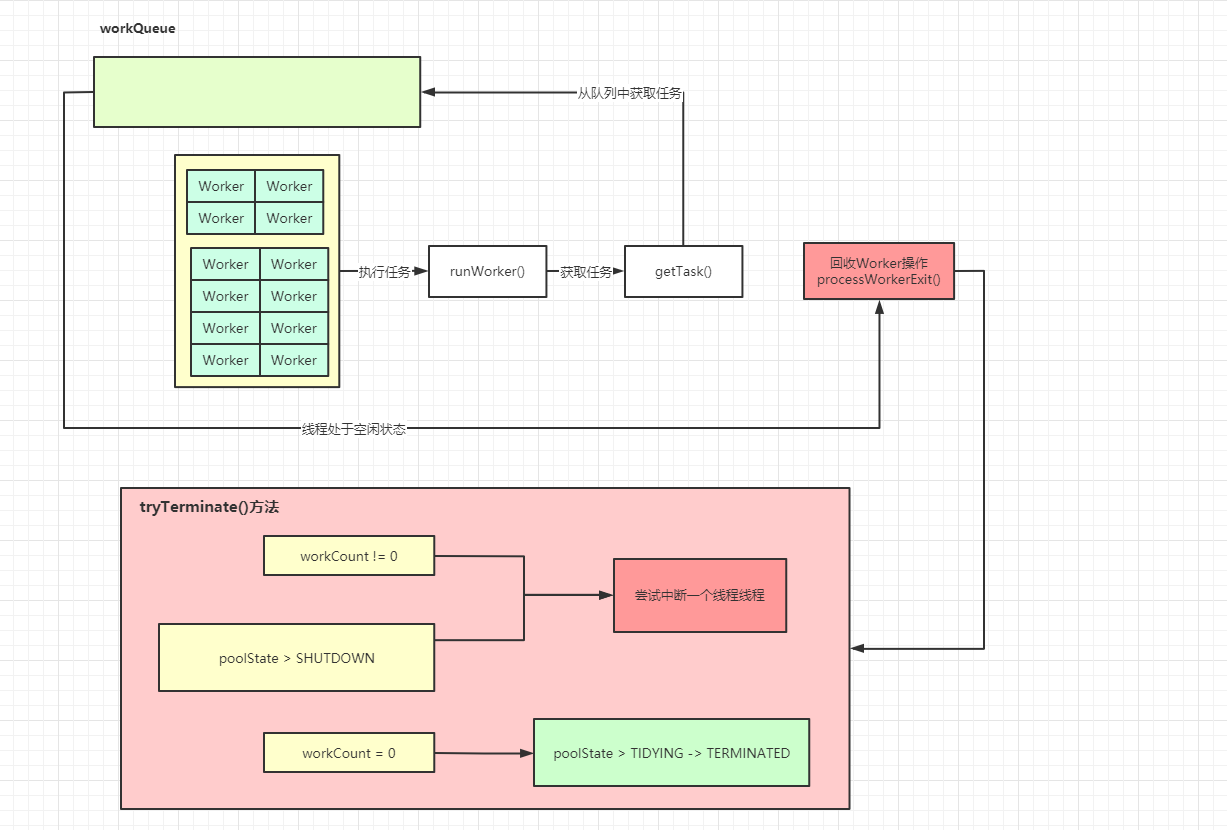 workQueue
从队列中获取任务
Worker Worker
Worker Worker
Worker Worker
Worker Worker
Worker Worker
Worker Worker
执行任务
runWorker()
获取任务
getTask()
回收Worker操作
processWorkerExit()
线程处于空闲状态
tryTerminate()方法
workCount != 0
尝试中断一个线程线程
poolState > SHUTDOWN
workCount = 0
poolState > TIDYING -> TERMINATED